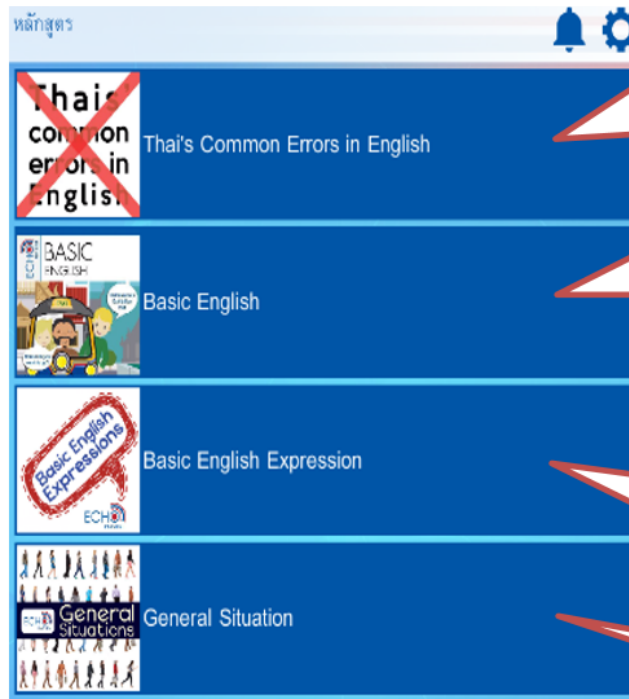 หลักสูตร
Thais'
common
errors in
English
Thai's Common Errors in English
ECHO
BASIC
ENGLISH
Basic English
Basic English
Expressions
ECHO
Basic English Expression
ECHO
General
Situations
General Situation